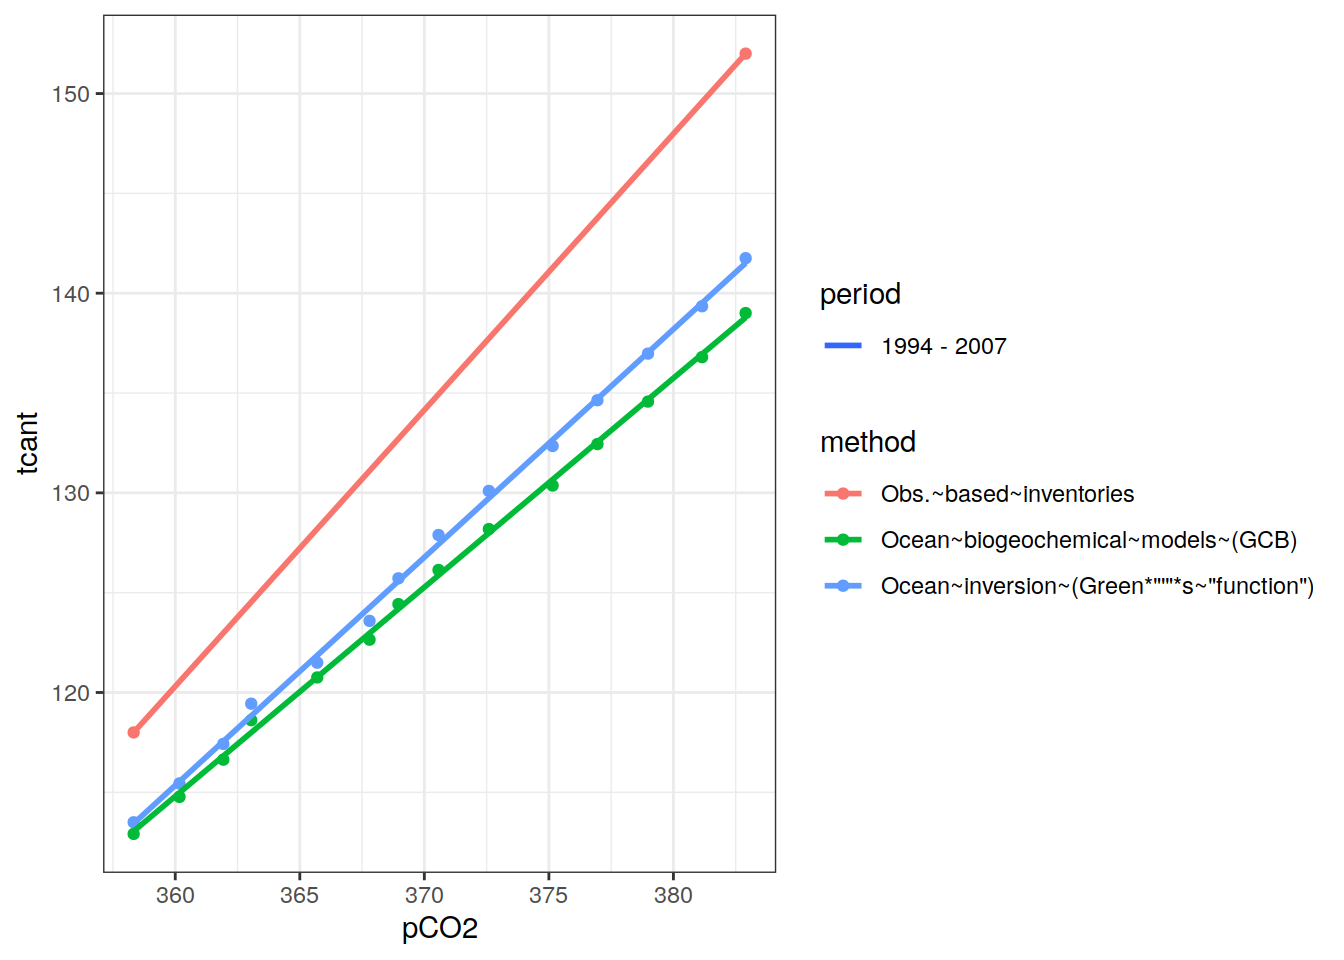 150
140
130
120
tcant
360 365 370 375 380
pCO2
period
1994 - 2007
method
Obs.~based~inventories
Ocean~biogeochemical~models~(GCB)
Ocean~inversion~(Green*"'"*s~"function")